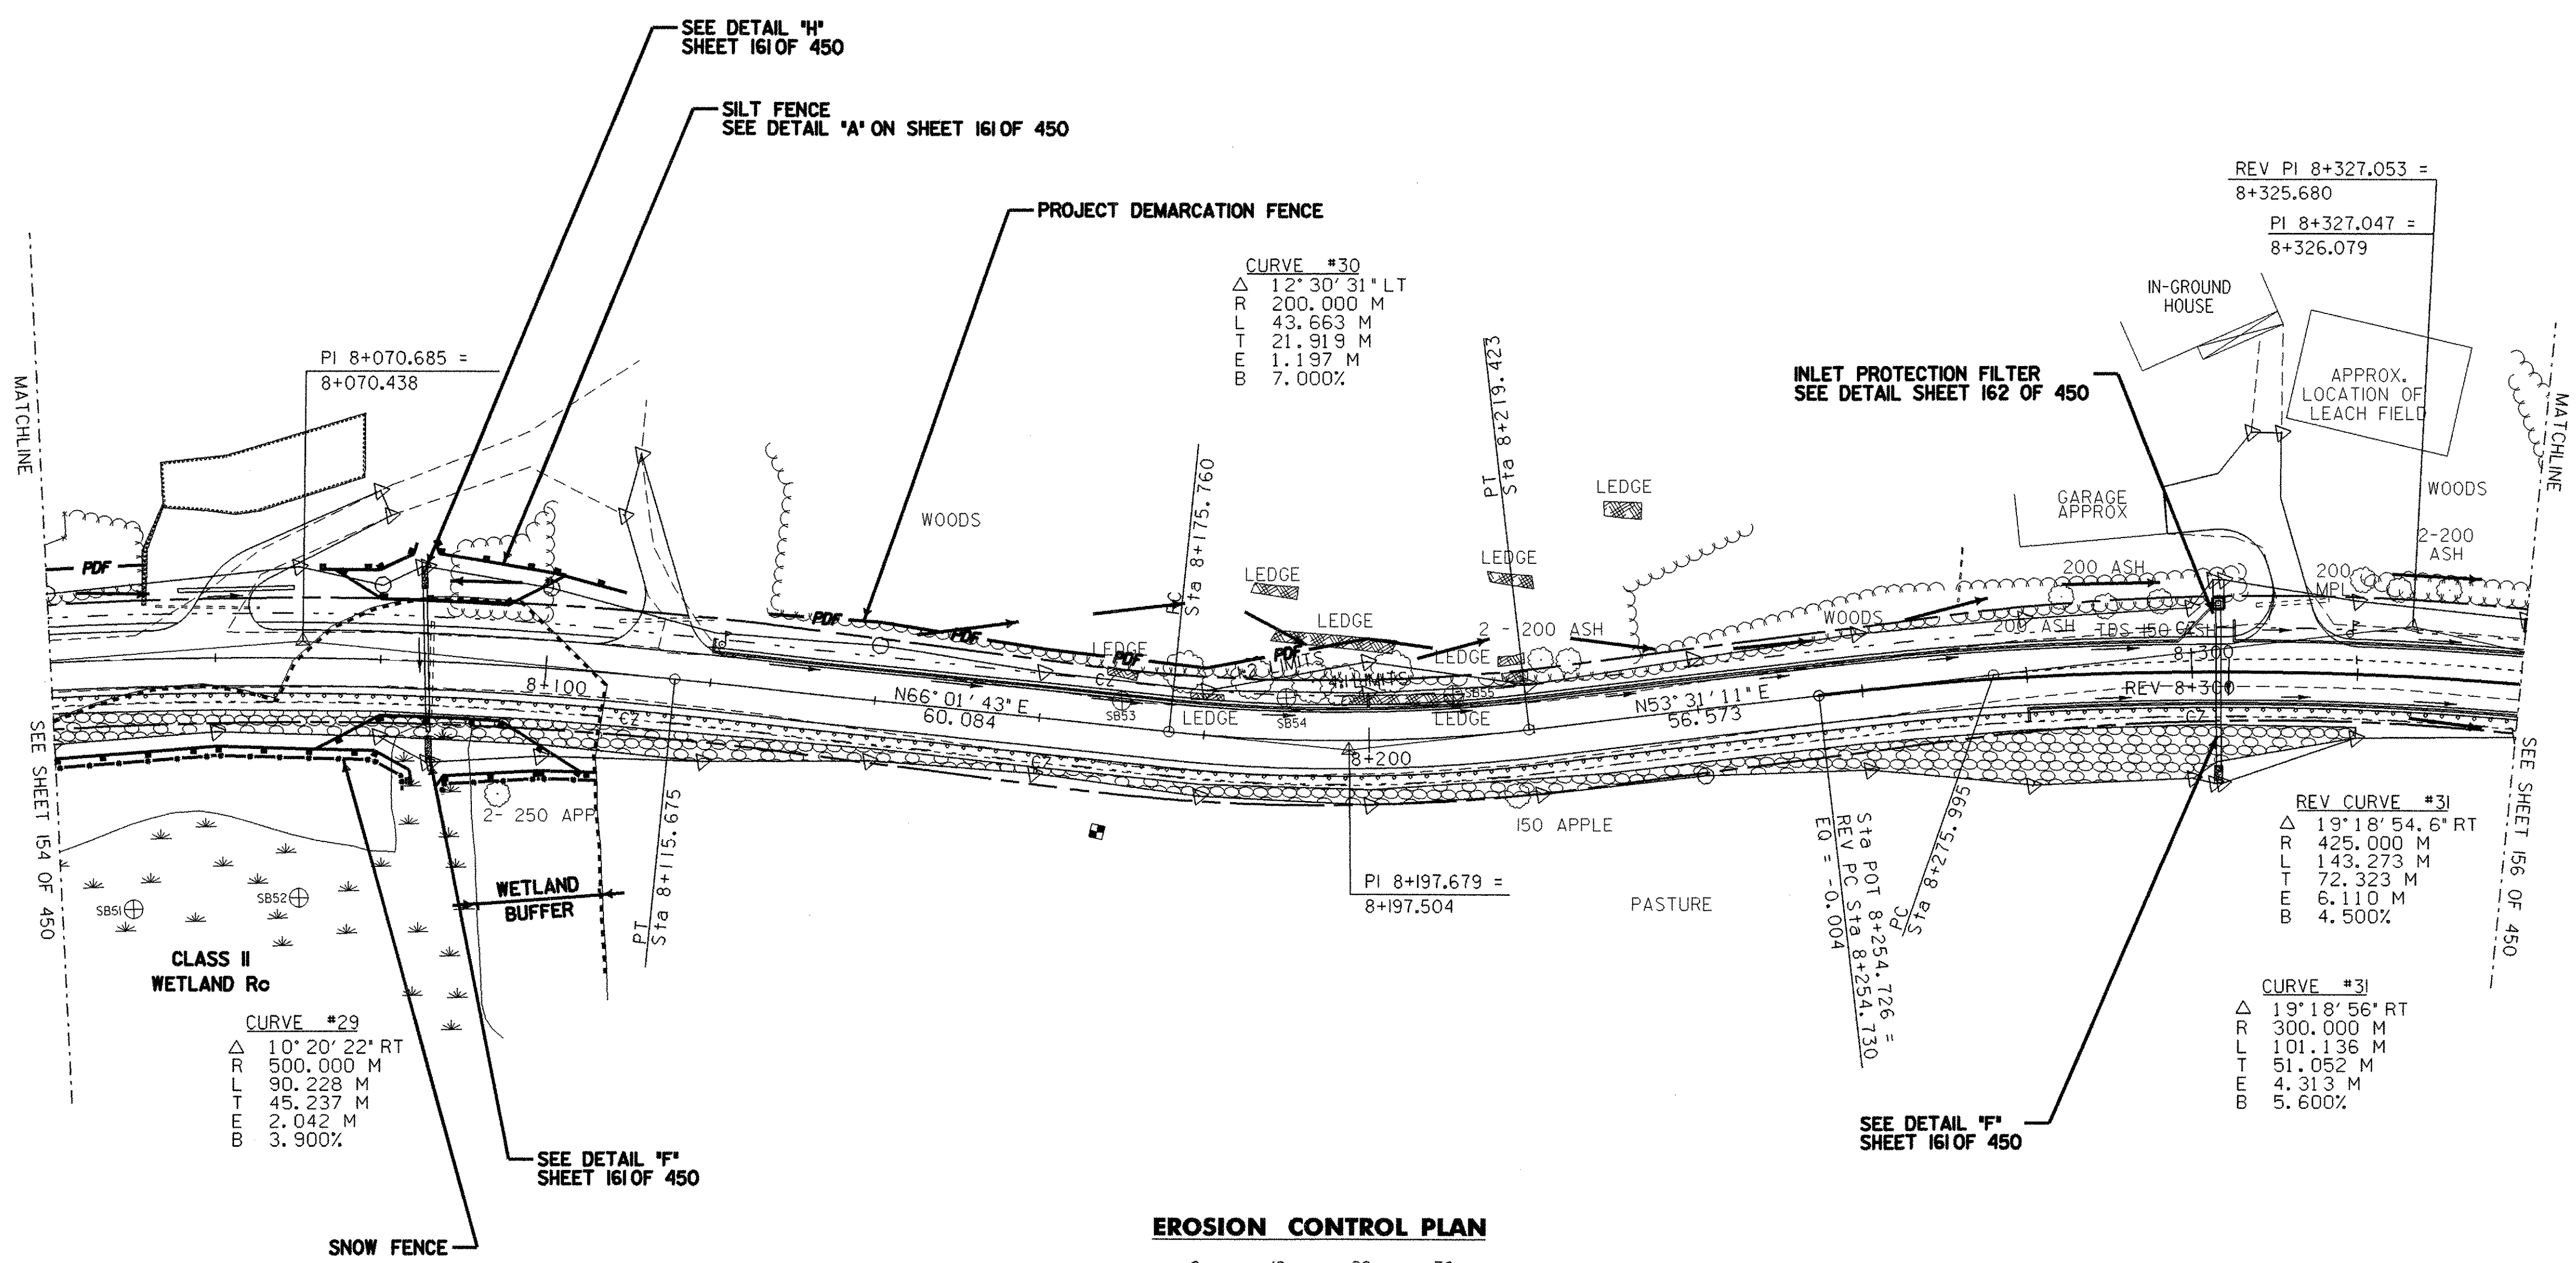 SEE DETAIL "H"
SHEET 161 OF 450
SILT FENCE
SEE DETAIL "A" ON SHEET 161 OF 450
PROJECT DEMARCATION FENCE
REV PI 8+327.053 =
8+325.680
PI 8+327.047 =
8+326.079
CURVE #30
Δ 12°30'31" LT
R 200.000 M
L 43.663 M
T 21.919 M
E 1.197 M
B 7.000%
IN-GROUND
HOUSE
PI 8+070.685 =
8+070.438
INLET PROTECTION FILTER
SEE DETAIL SHEET 162 OF 450
APPROX.
LOCATION OF
LEACH FIELD
MATCHLINE
MATCHLINE
PT
Sta 8+219.423
PC
Sta 8+175.760
LEDGE
WOODS
GARAGE
APPROX
WOODS
2-200
ASH
PDF
LEDGE
LEDGE
200 ASH
200
MPL
PDF
PDF
PDF
PDF
LEDGE
LEDGE
2 - 200 ASH
WOODS
200 ASH
TDS 150 ASH
CZ
LEDGE
LIMITS
LIMITS
8+300
REV 8+300
8+100
CZ
N66°01'43" E
60.084
CZ
SB53
LEDGE
SB54
LEDGE
SB55
N53°31'11" E
56.573
CZ
CZ
8+200
2- 250 APP
150 APPLE
PT
Sta 8+115.675
PI 8+197.679 =
8+197.504
PASTURE
Sta POT 8+254.726 =
REV PC Sta 8+254.730
EQ = -0.004
PC
Sta 8+275.995
SEE SHEET 154 OF 450
SEE SHEET 156 OF 450
WETLAND
BUFFER
SB51
SB52
CLASS II
WETLAND Rc
REV CURVE #31
Δ 19°18'54.6" RT
R 425.000 M
L 143.273 M
T 72.323 M
E 6.110 M
B 4.500%
CURVE #29
Δ 10°20'22" RT
R 500.000 M
L 90.228 M
T 45.237 M
E 2.042 M
B 3.900%
CURVE #31
Δ 19°18'56" RT
R 300.000 M
L 101.136 M
T 51.052 M
E 4.313 M
B 5.600%
SEE DETAIL "F"
SHEET 161 OF 450
SEE DETAIL "F"
SHEET 161 OF 450
SNOW FENCE
EROSION CONTROL PLAN